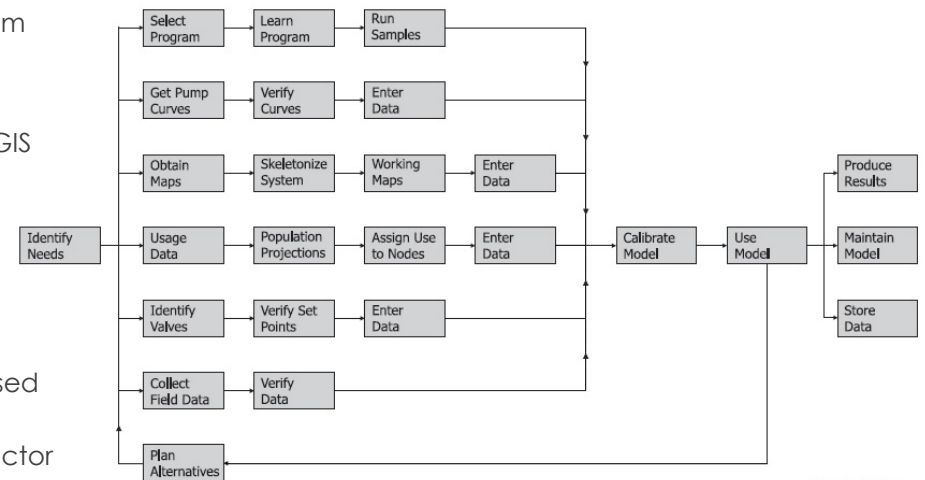 m
GIS
sed
ctor
Select
Program
Learn
Program
Run
Samples
Get Pump
Curves
Verify
Curves
Enter
Data
Obtain
Maps
Skeletonize
System
Working
Maps
Enter
Data
Identify
Needs
Usage
Data
Population
Projections
Assign Use
to Nodes
Enter
Data
Identify
Valves
Verify Set
Points
Enter
Data
Collect
Field Data
Verify
Data
Plan
Alternatives
Calibrate
Model
Use
Model
Produce
Results
Maintain
Model
Store
Data